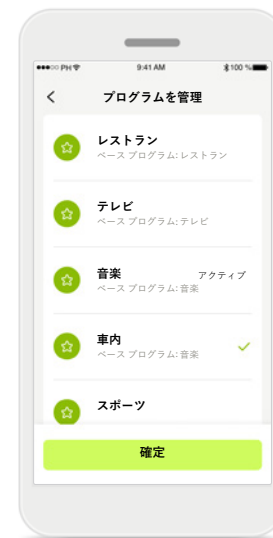 PH 9:41 AM 100 %
プログラムを管理
レストラン
ベース プログラム: レストラン
テレビ
ベース プログラム: テレビ
音楽 アクティブ
ベース プログラム: 音楽
車内
ベース プログラム: 音楽
スポーツ
確定